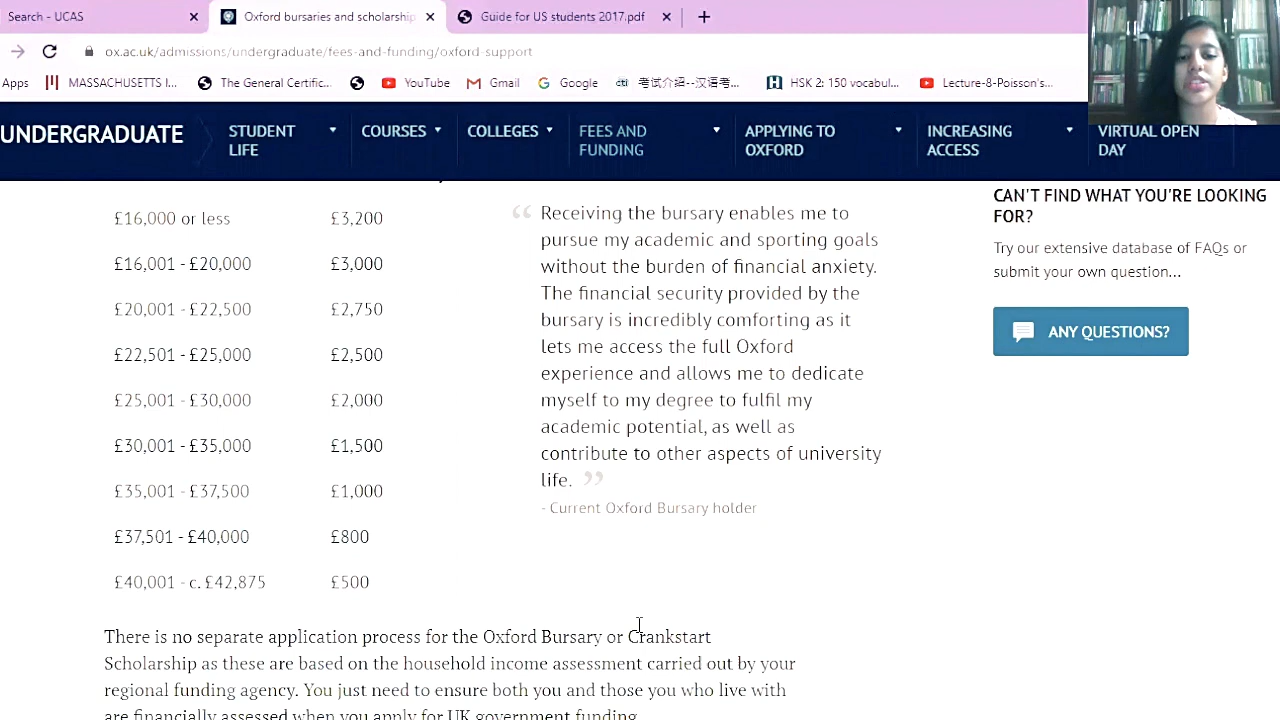 Search - UCAS
Oxford bursaries and scholarship
Guide for US students 2017.pdf
ox.ac.uk/admissions/undergraduate/fees-and-funding/oxford-support
Apps
MASSACHUSETTS I...
The General Certific...
YouTube
Gmail
Google
考试介绍--汉语考...
HSK 2: 150 vocabul...
Lecture-8-Poisson's...
UNDERGRADUATE
STUDENT LIFE
COURSES
COLLEGES
FEES AND FUNDING
APPLYING TO OXFORD
INCREASING ACCESS
VIRTUAL OPEN DAY
£16,000 or less £3,200
£16,001 - £20,000 £3,000
£20,001 - £22,500 £2,750
£22,501 - £25,000 £2,500
£25,001 - £30,000 £2,000
£30,001 - £35,000 £1,500
£35,001 - £37,500 £1,000
£37,501 - £40,000 £800
£40,001 - c. £42,875 £500
“ Receiving the bursary enables me to
pursue my academic and sporting goals
without the burden of financial anxiety.
The financial security provided by the
bursary is incredibly comforting as it
lets me access the full Oxford
experience and allows me to dedicate
myself to my degree to fulfil my
academic potential, as well as
contribute to other aspects of university
life. ”
- Current Oxford Bursary holder
CAN'T FIND WHAT YOU'RE LOOKING
FOR?
Try our extensive database of FAQs or
submit your own question...
ANY QUESTIONS?
There is no separate application process for the Oxford Bursary or Crankstart
Scholarship as these are based on the household income assessment carried out by your
regional funding agency. You just need to ensure both you and those you who live with
are financially assessed when you apply for UK government funding.